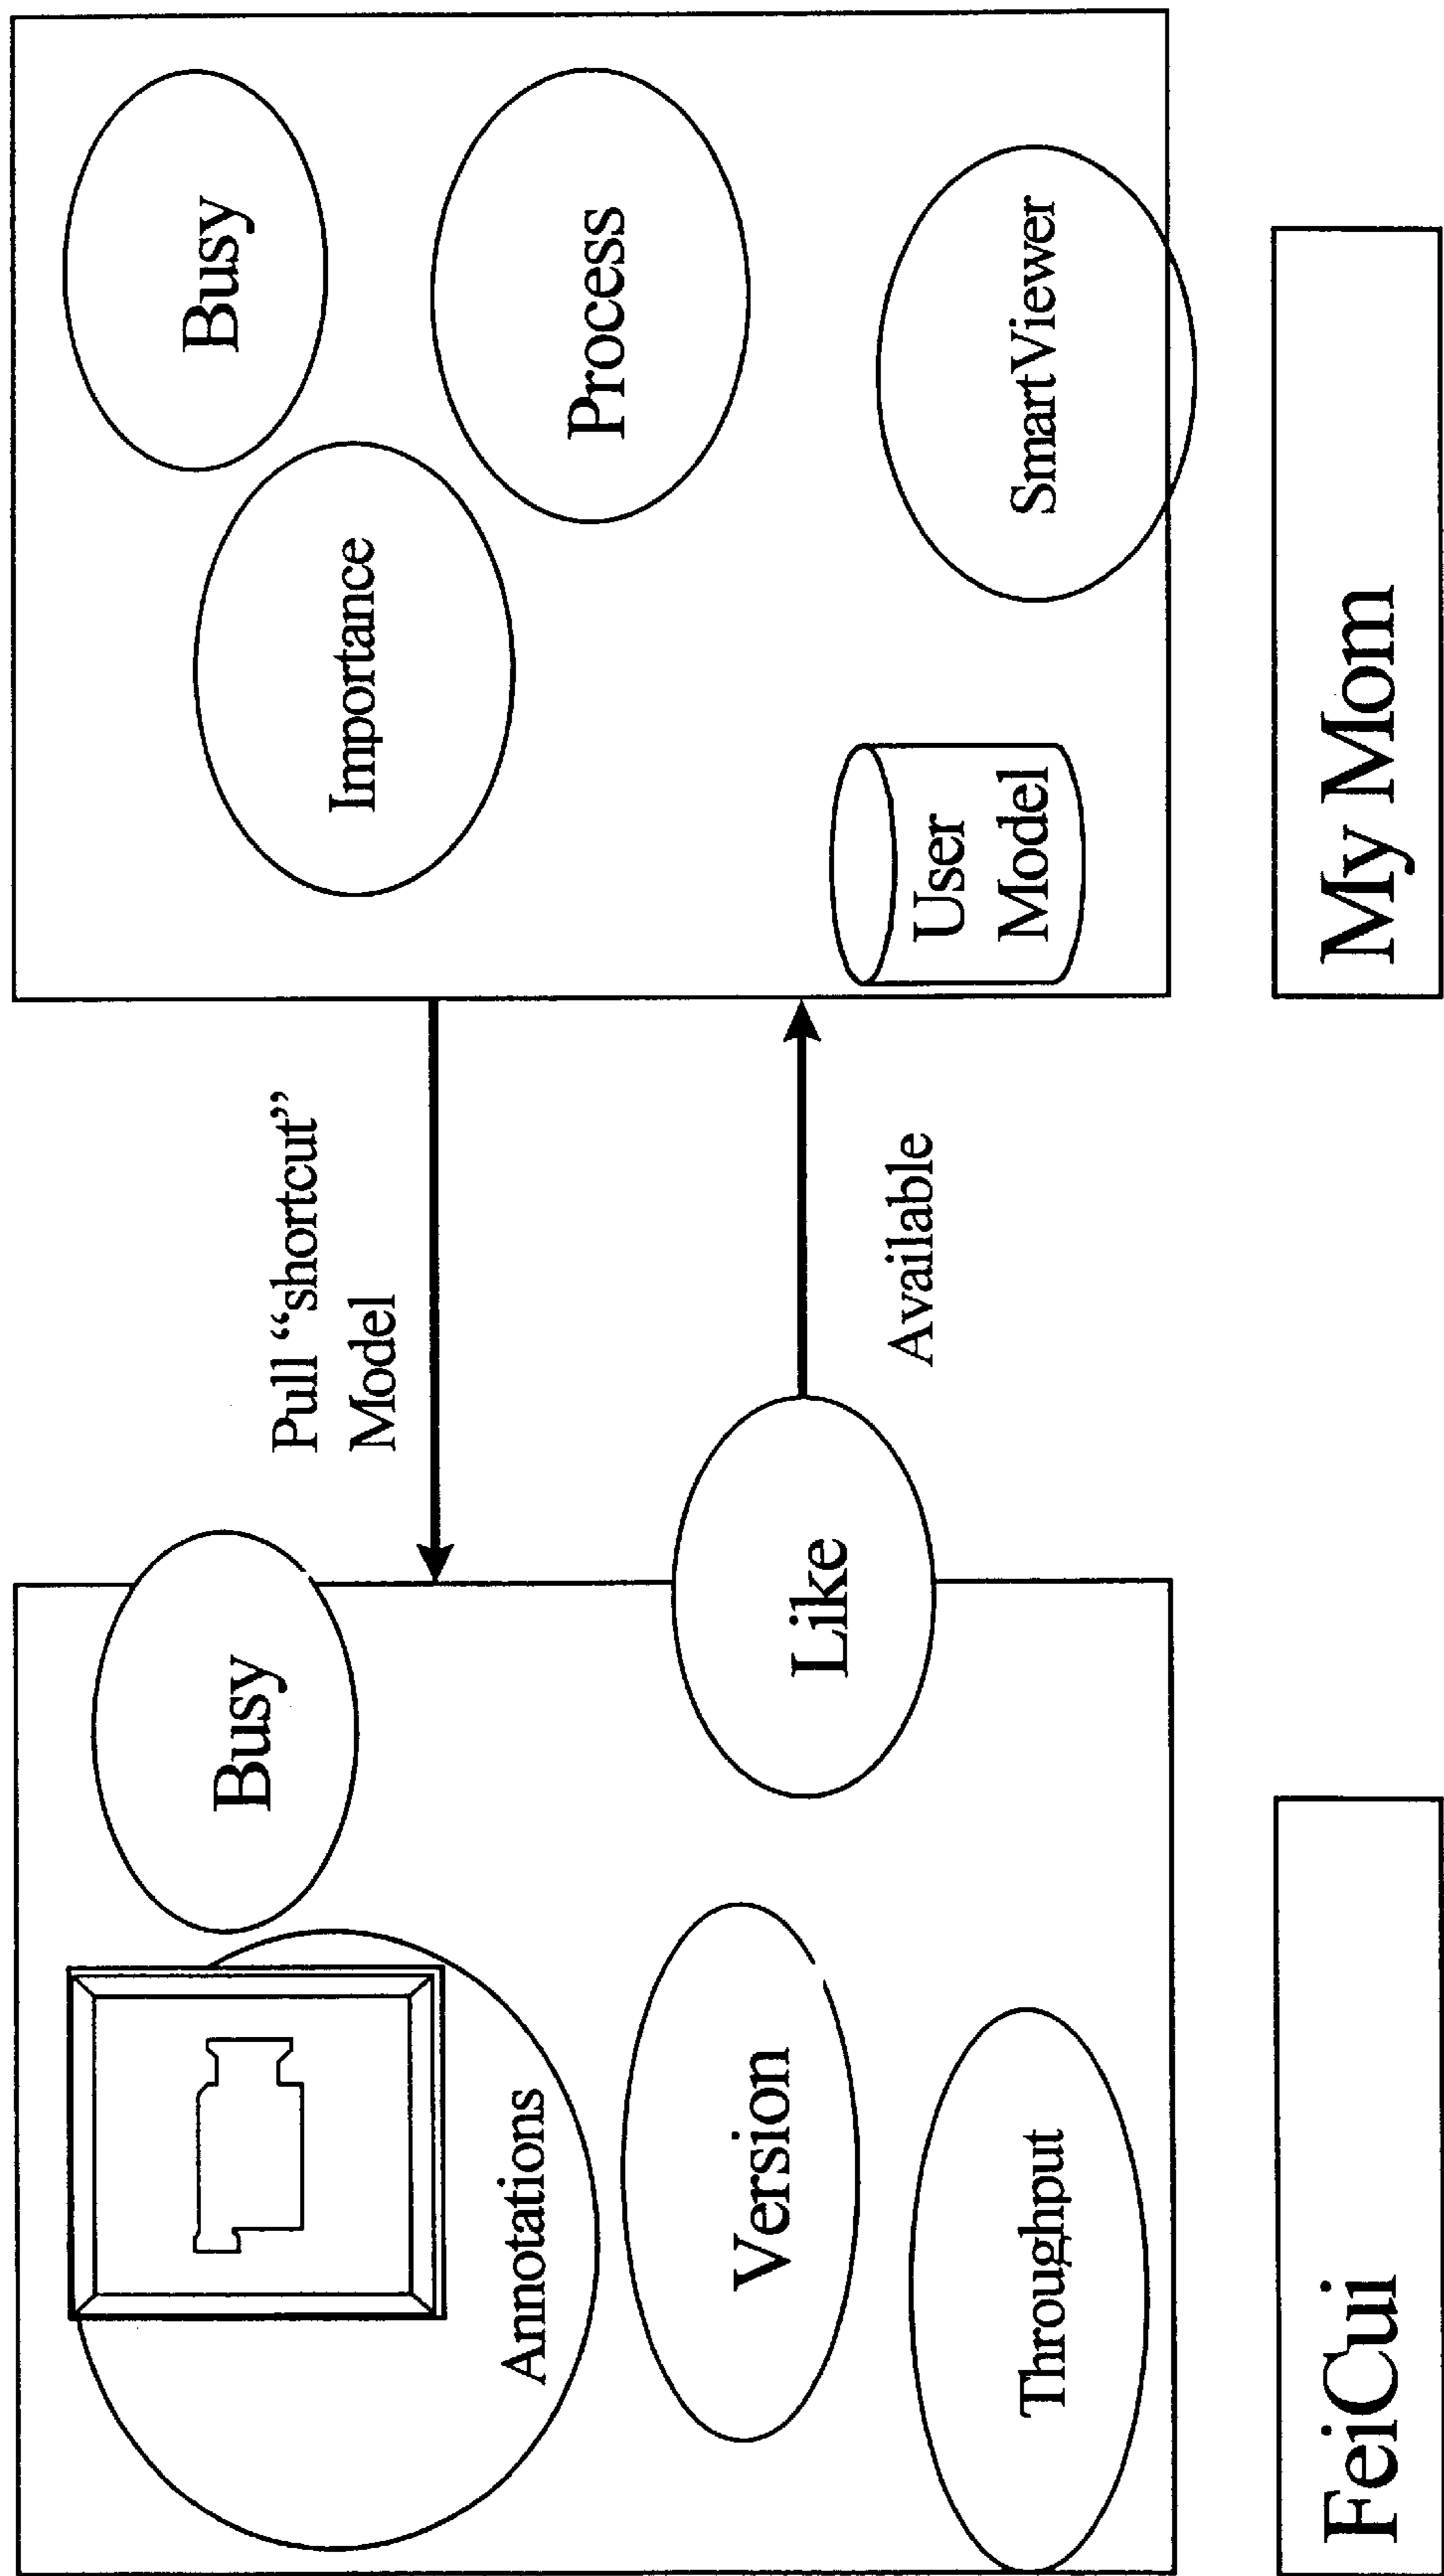 Annotations
Version
Throughput
Busy
Like
Pull “shortcut”
Model
Available
Importance
Busy
Process
User
Model
SmartViewer
FeiCui
My Mom